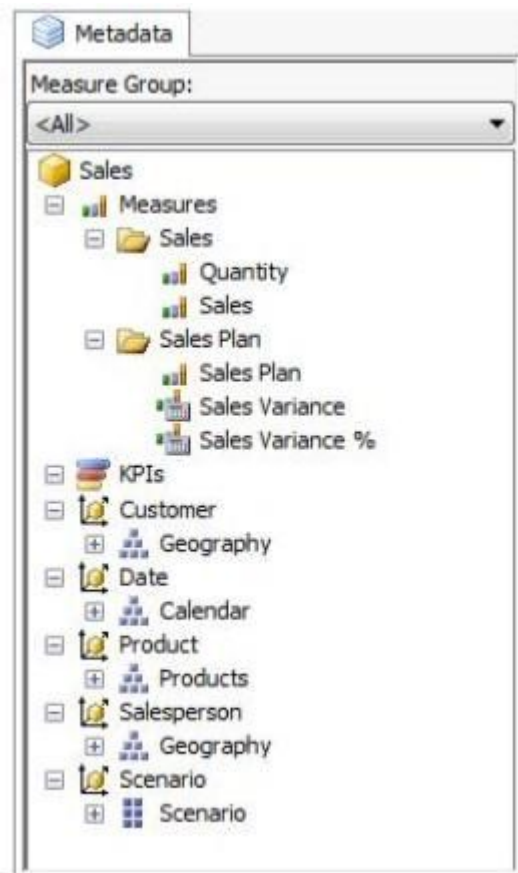 Metadata
Measure Group:
<All>
Sales
Measures
Sales
Quantity
Sales
Sales Plan
Sales Plan
Sales Variance
Sales Variance %
KPIs
Customer
Geography
Date
Calendar
Product
Products
Salesperson
Geography
Scenario
Scenario